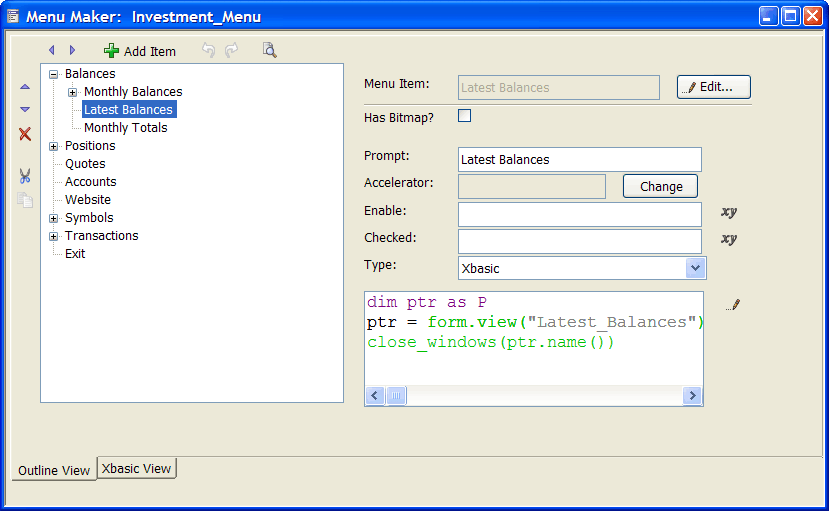 Menu Maker: Investment_Menu
Add Item
Balances
Monthly Balances
Latest Balances
Monthly Totals
Positions
Quotes
Accounts
Website
Symbols
Transactions
Exit
Menu Item: Latest Balances Edit...
Has Bitmap?
Prompt: Latest Balances
Accelerator: Change
Enable: xy
Checked: xy
Type: Xbasic
dim ptr as P
ptr = form.view("Latest_Balances")
close_windows(ptr.name())
Outline View Xbasic View